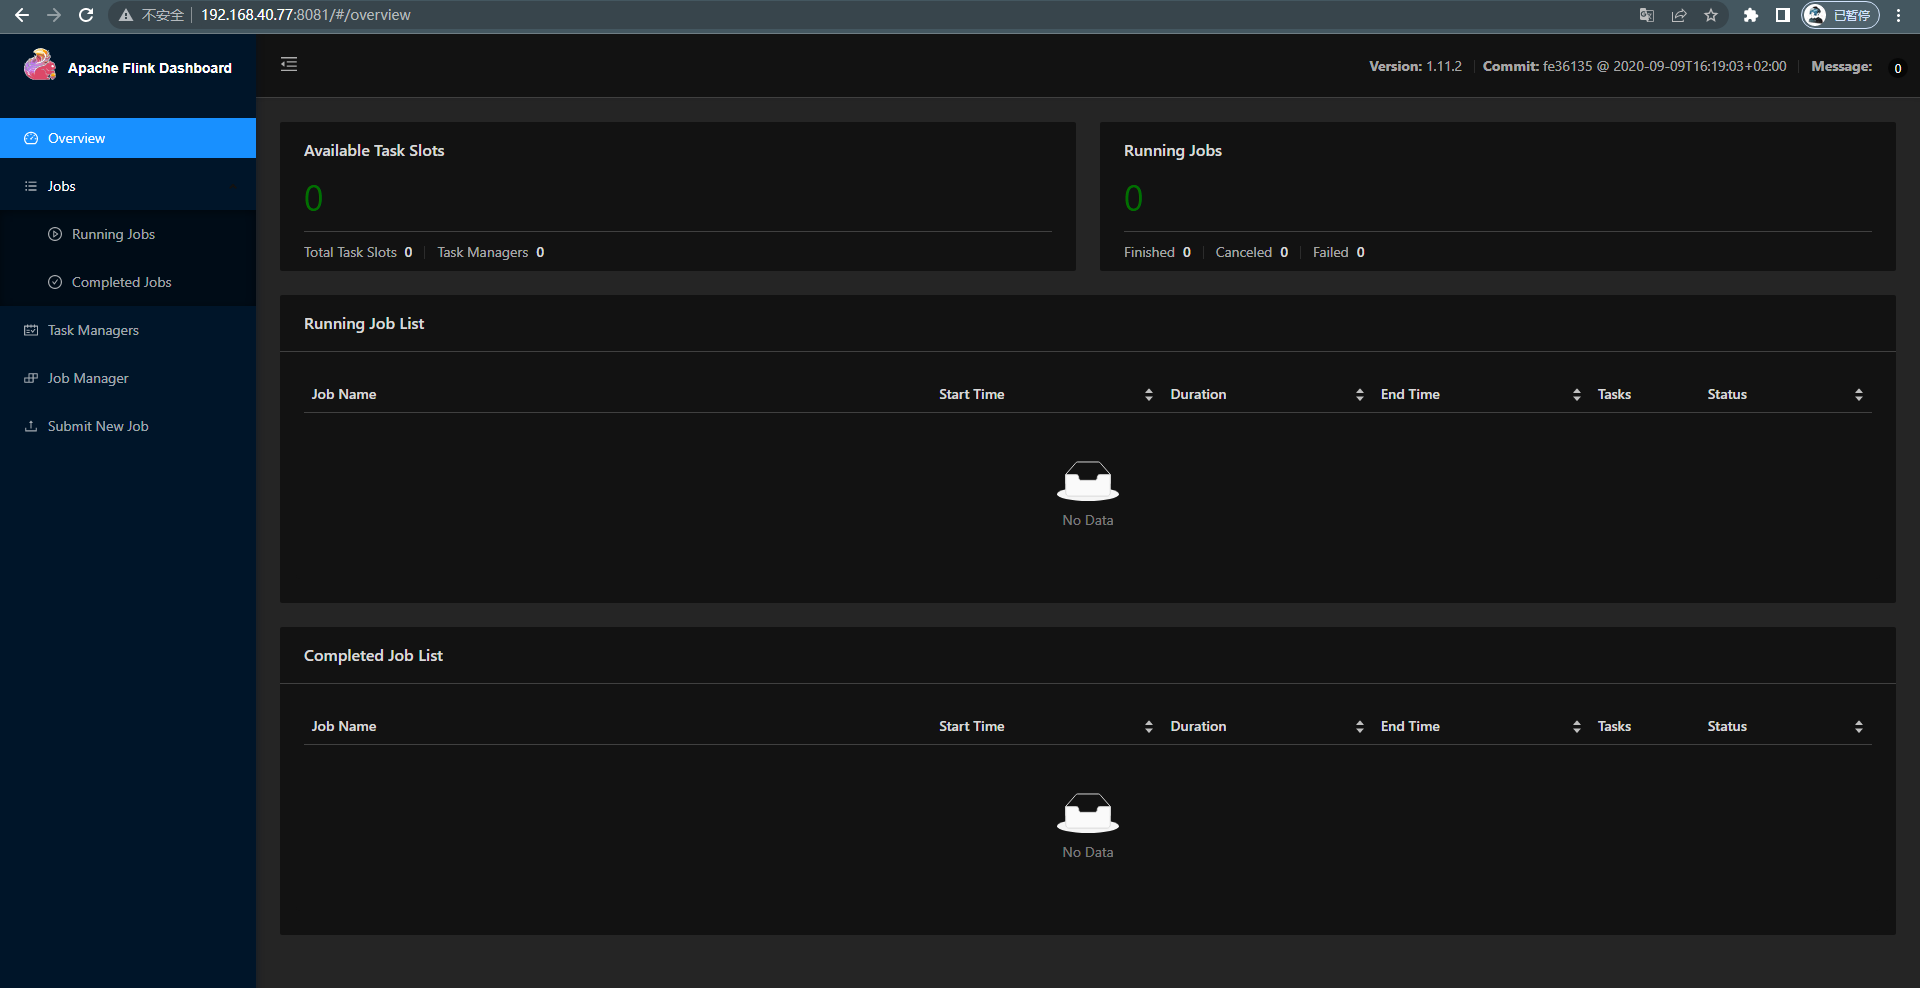 不安全 192.168.40.77:8081/#/overview 已暂停
Apache Flink Dashboard
Version: 1.11.2 Commit: fe36135 @ 2020-09-09T16:19:03+02:00 Message: 0
Overview
Jobs
Running Jobs
Completed Jobs
Task Managers
Job Manager
Submit New Job
Available Task Slots
0
Total Task Slots 0 Task Managers 0
Running Jobs
0
Finished 0 Canceled 0 Failed 0
Running Job List
Job Name Start Time Duration End Time Tasks Status
No Data
Completed Job List
Job Name Start Time Duration End Time Tasks Status
No Data